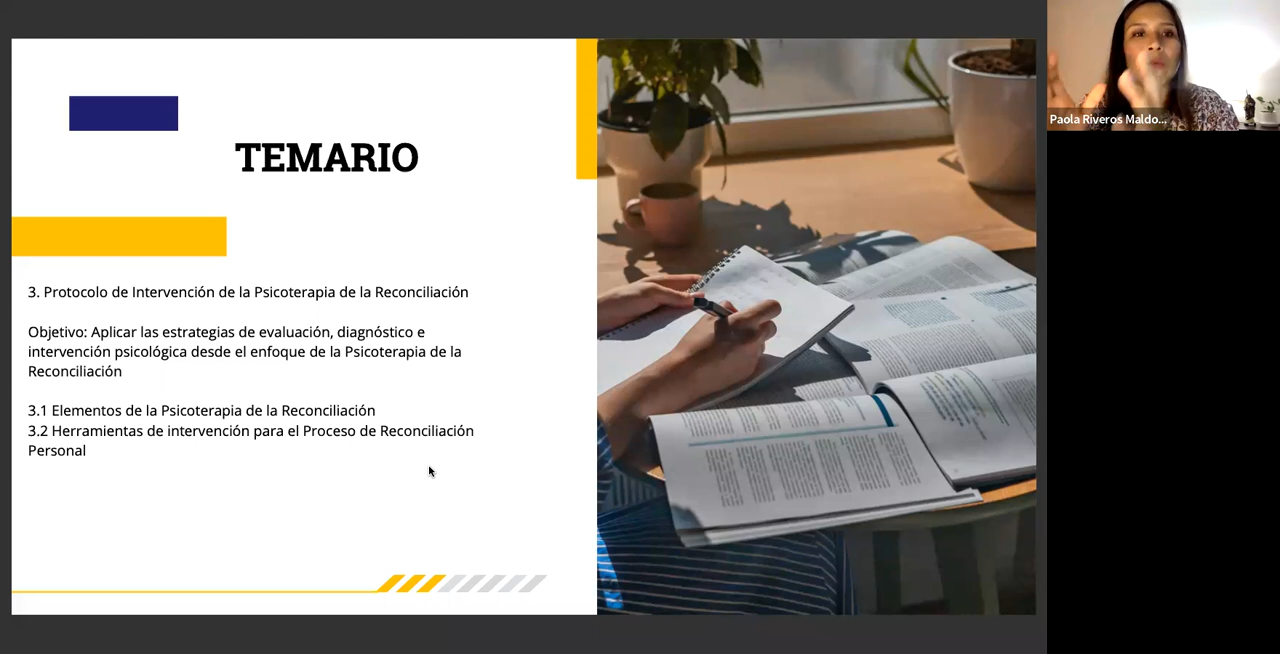 TEMARIO
3. Protocolo de Intervención de la Psicoterapia de la Reconciliación
Objetivo: Aplicar las estrategias de evaluación, diagnóstico e
intervención psicológica desde el enfoque de la Psicoterapia de la
Reconciliación
3.1 Elementos de la Psicoterapia de la Reconciliación
3.2 Herramientas de intervención para el Proceso de Reconciliación
Personal
Paola Riveros Maldo...